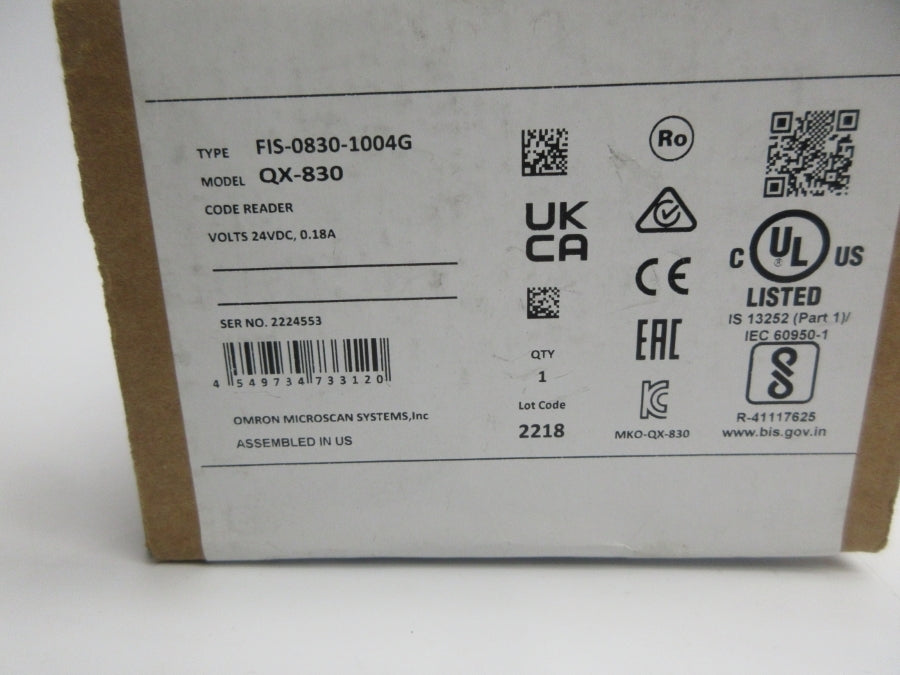 TYPE FIS-0830-1004G
MODEL QX-830
CODE READER
VOLTS 24VDC, 0.18A
SER NO. 2224553
4 549734 733120
OMRON MICROSCAN SYSTEMS,Inc
ASSEMBLED IN US
UK
CA
QTY
1
Lot Code
2218
Ro
CE
EAC
KC
MKO-QX-830
C UL® US
LISTED
IS 13252 (Part 1)/
IEC 60950-1
R-41117625
www.bis.gov.in